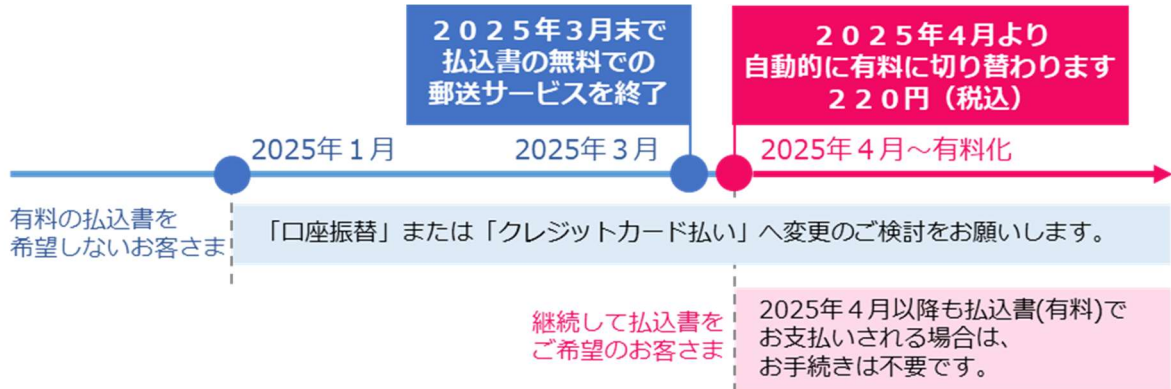 ２０２５年３月末で
払込書の無料での
郵送サービスを終了
２０２５年４月より
自動的に有料に切り替わります
２２０円（税込）
2025年１月
2025年３月
2025年４月～有料化
有料の払込書を
希望しないお客さま
「口座振替」または「クレジットカード払い」へ変更のご検討をお願いします。
継続して払込書を
ご希望のお客さま
2025年４月以降も払込書(有料)で
お支払いされる場合は、
お手続きは不要です。